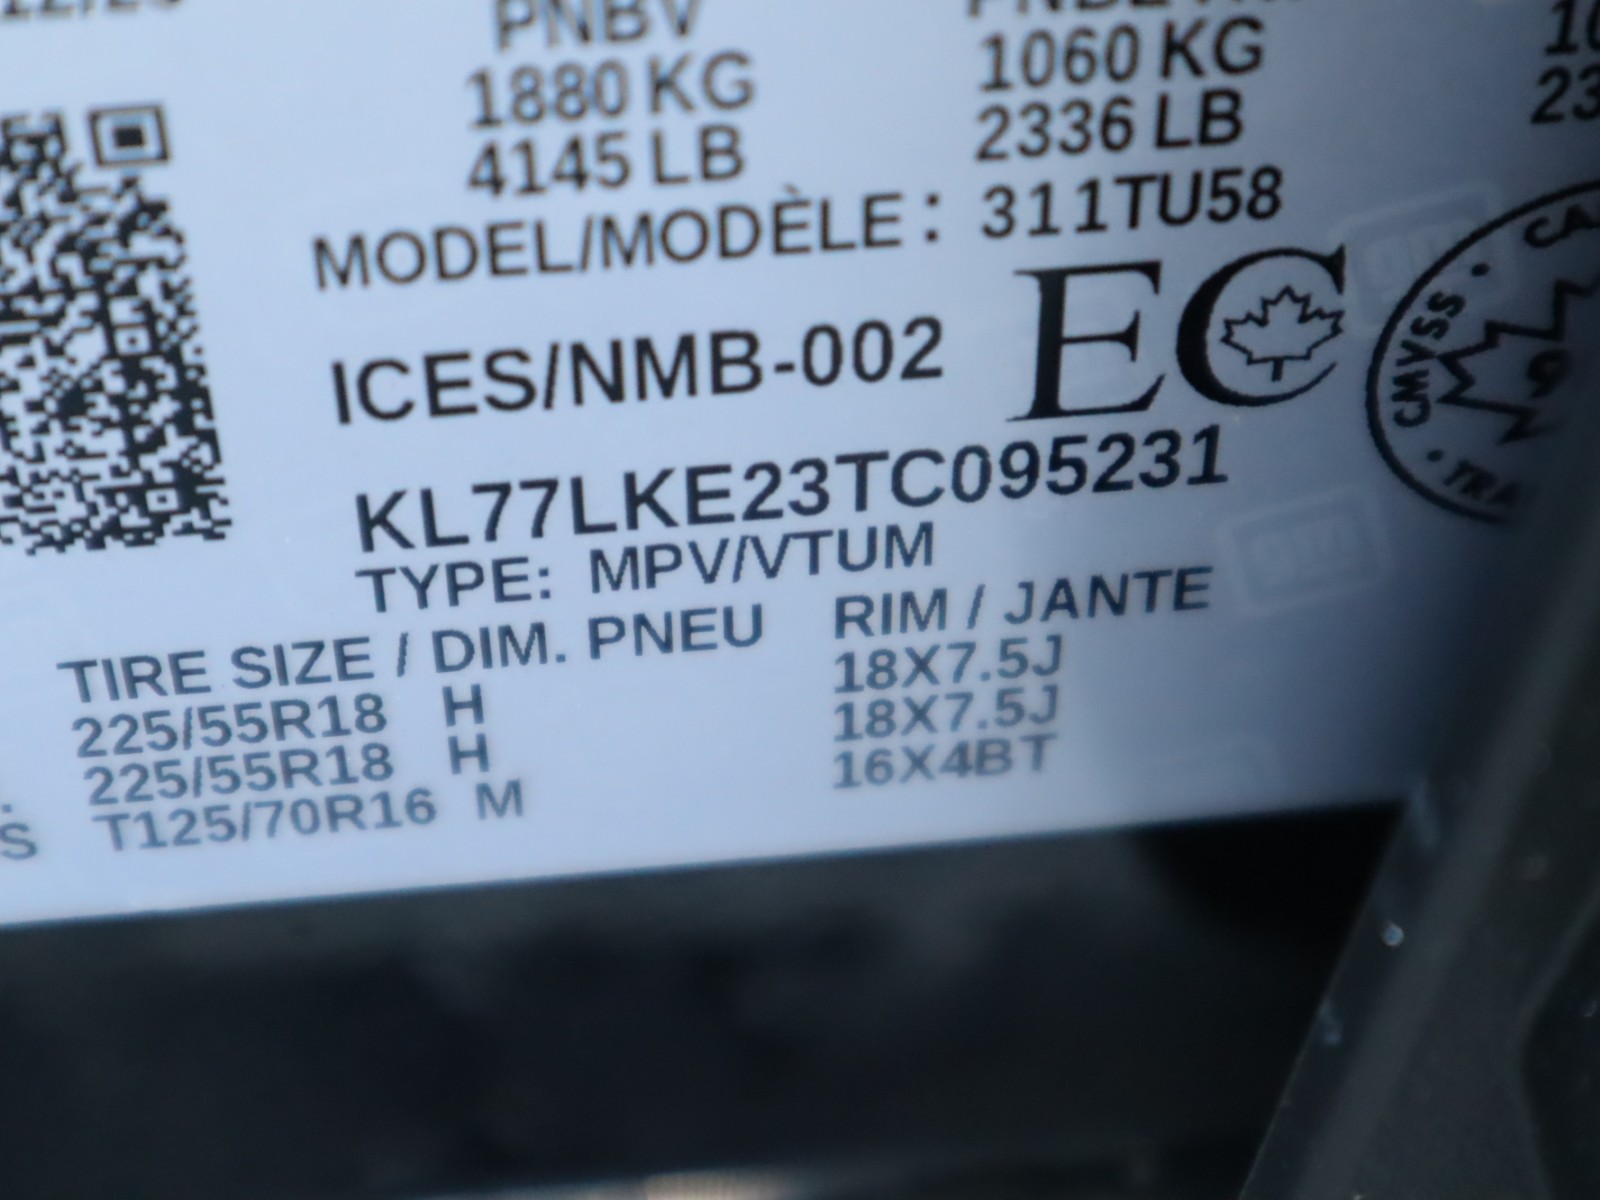 PNBV
1880 KG 1060 KG
4145 LB 2336 LB
MODEL/MODÈLE : 311TU58
ICES/NMB-002 EC
CMVSS
KL77LKE23TC095231
TYPE: MPV/VTUM
TIRE SIZE / DIM. PNEU RIM / JANTE
225/55R18 H 18X7.5J
225/55R18 H 18X7.5J
S T125/70R16 M 16X4BT